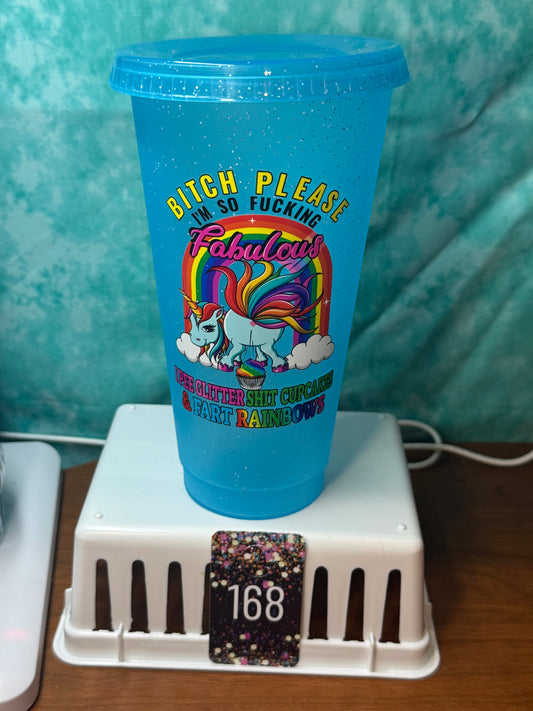 BITCH PLEASE
I'M SO FUCKING
Fabulous
I PEE GLITTER SHIT CUPCAKES
& FART RAINBOWS
168